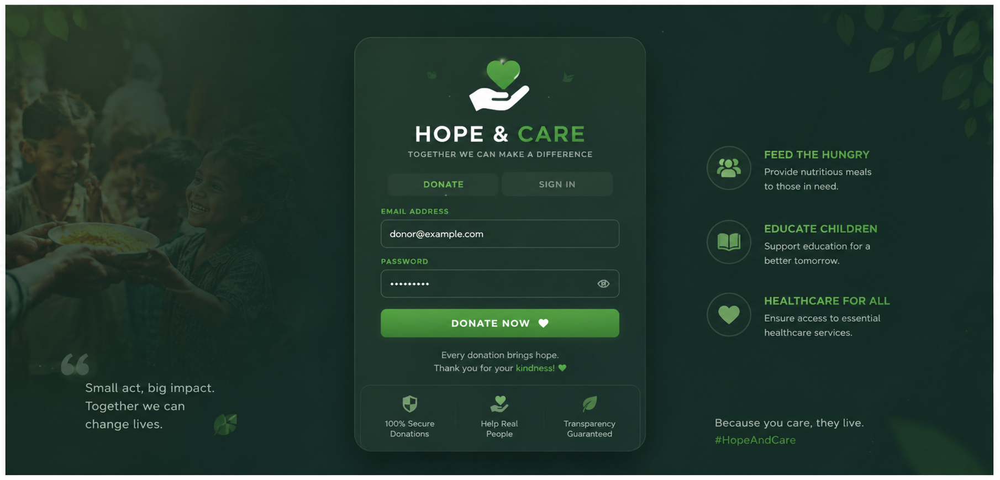 HOPE & CARE
TOGETHER WE CAN MAKE A DIFFERENCE
DONATE
SIGN IN
EMAIL ADDRESS
donor@example.com
PASSWORD
•••••••••
DONATE NOW
Every donation brings hope.
Thank you for your kindness!
100% Secure
Donations
Help Real
People
Transparency
Guaranteed
“
Small act, big impact.
Together we can
change lives.
FEED THE HUNGRY
Provide nutritious meals
to those in need.
EDUCATE CHILDREN
Support education for a
better tomorrow.
HEALTHCARE FOR ALL
Ensure access to essential
healthcare services.
Because you care, they live.
#HopeAndCare